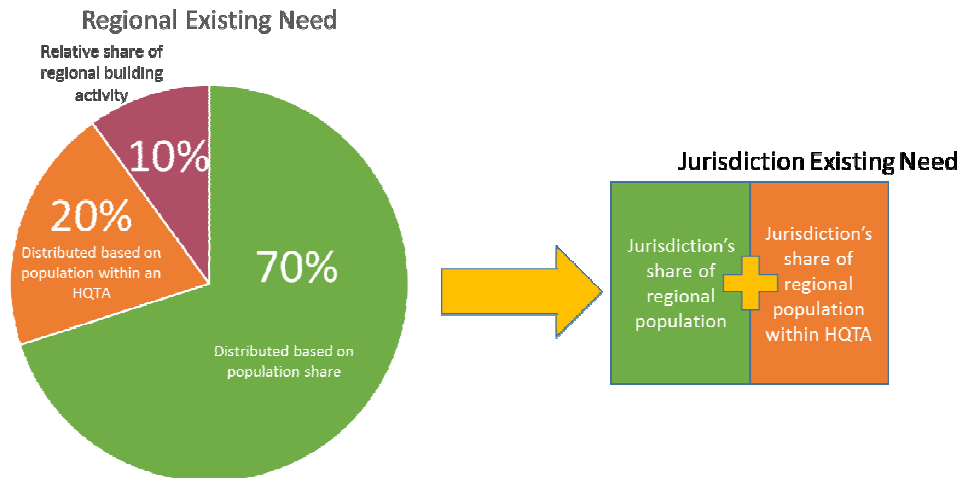 Regional Existing Need
Relative share of
regional building
activity
10%
20%
Distributed based on
population within an
HQTA
70%
Distributed based on
population share
Jurisdiction Existing Need
Jurisdiction’s
share of
regional
population
Jurisdiction’s
share of
regional
population
within HQTA